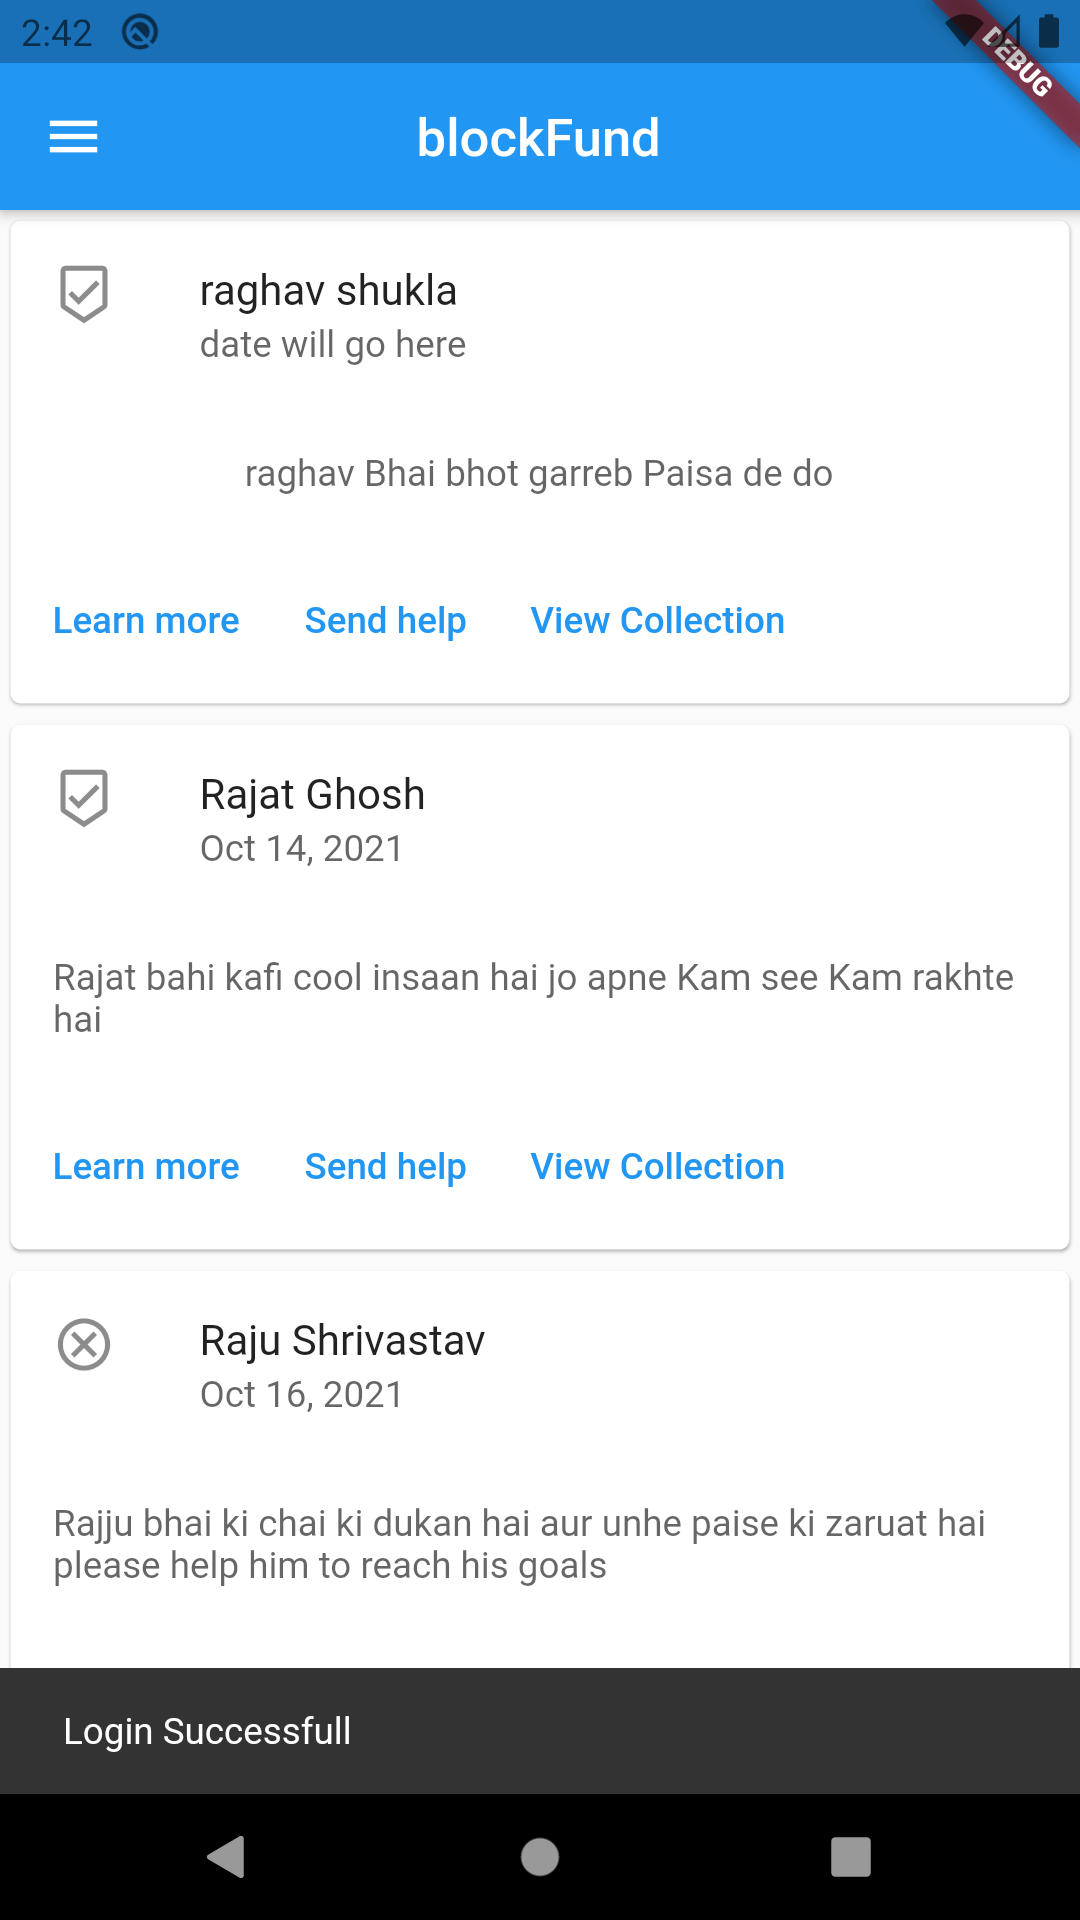 2:42
DEBUG
blockFund
raghav shukla
date will go here
raghav Bhai bhot garreb Paisa de do
Learn more Send help View Collection
Rajat Ghosh
Oct 14, 2021
Rajat bahi kafi cool insaan hai jo apne Kam see Kam rakhte
hai
Learn more Send help View Collection
Raju Shrivastav
Oct 16, 2021
Rajju bhai ki chai ki dukan hai aur unhe paise ki zaruat hai
please help him to reach his goals
Login Successfull